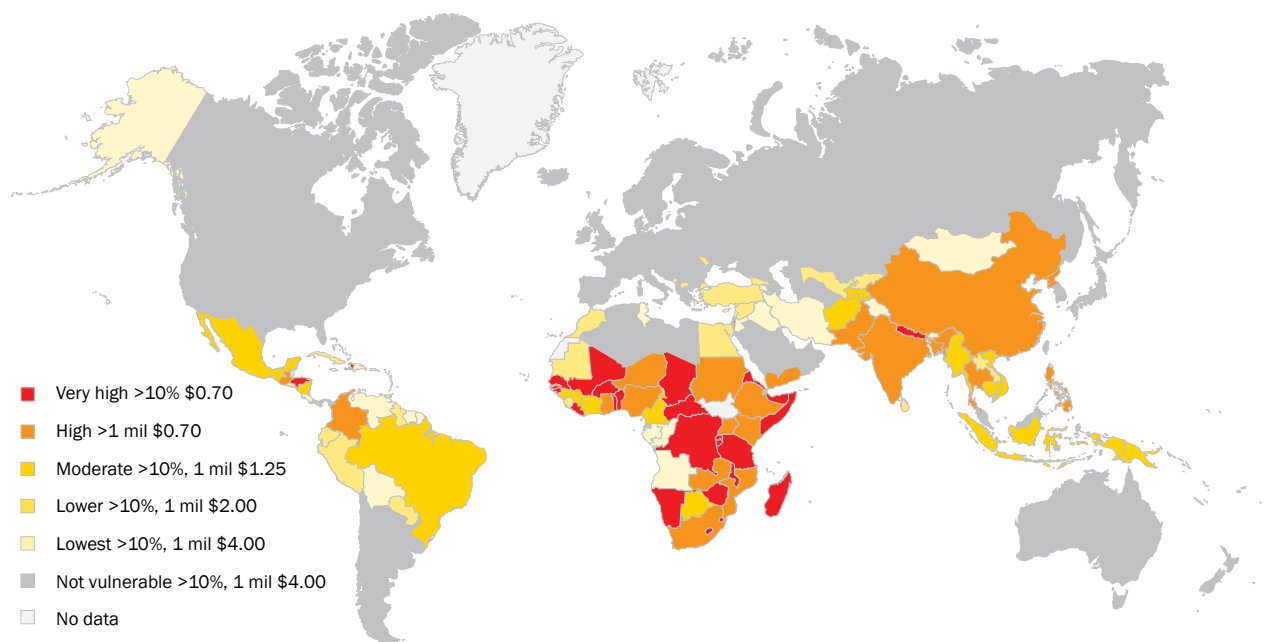 Very high >10% $0.70
High >1 mil $0.70
Moderate >10%, 1 mil $1.25
Lower >10%, 1 mil $2.00
Lowest >10%, 1 mil $4.00
Not vulnerable >10%, 1 mil $4.00
No data